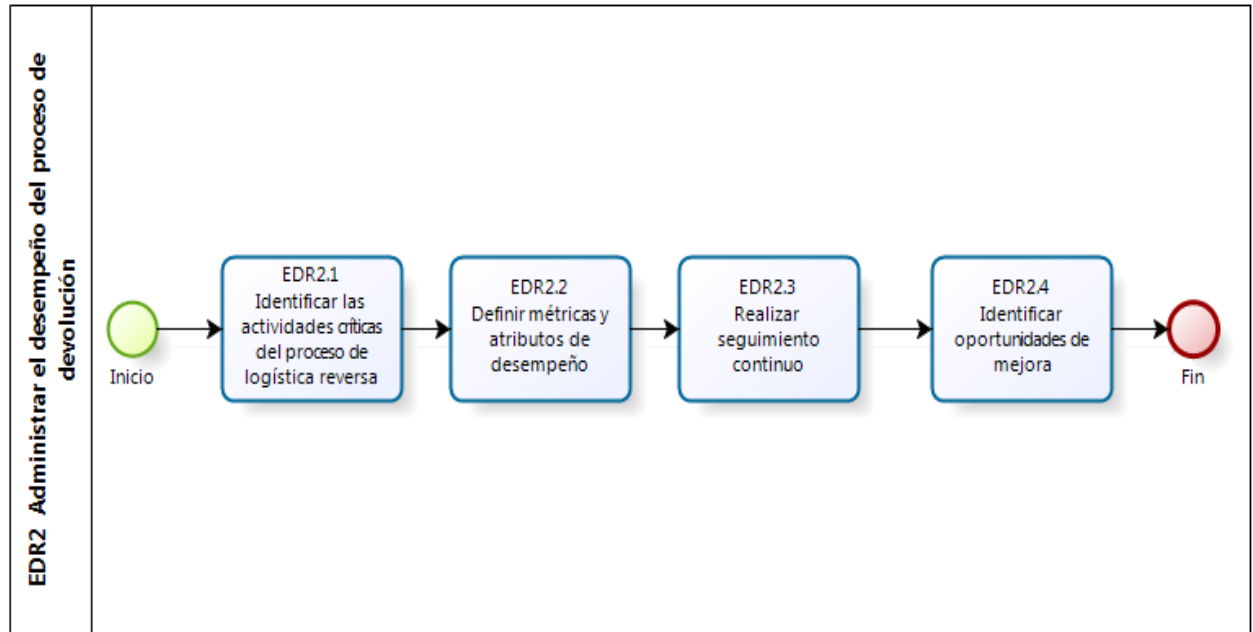 EDR2 Administrar el desempeño del proceso de
devolución
Inicio
EDR2.1
Identificar las
actividades críticas
del proceso de
logística reversa
EDR2.2
Definir métricas y
atributos de
desempeño
EDR2.3
Realizar
seguimiento
continuo
EDR2.4
Identificar
oportunidades de
mejora
Fin